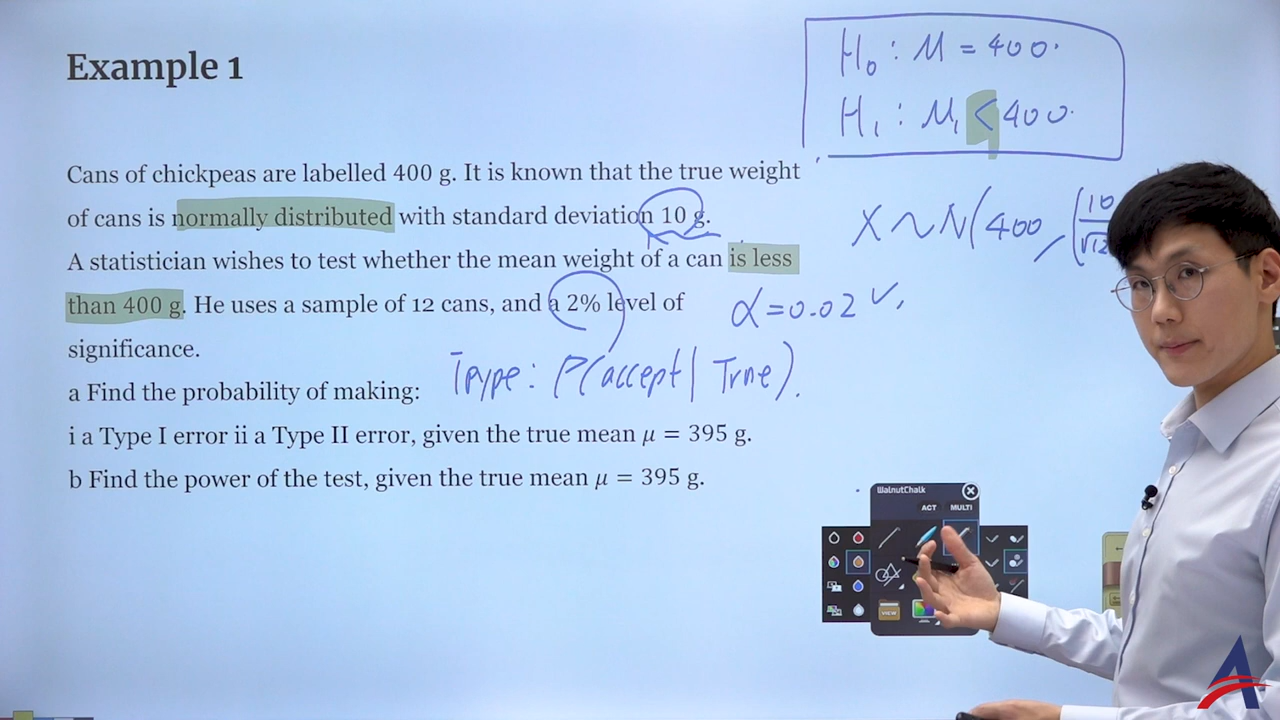 Example 1
H₀ : μ = 400.
H₁ : μ₁ < 400.
Cans of chickpeas are labelled 400 g. It is known that the true weight
of cans is normally distributed with standard deviation 10 g.
X ~ N(400, (10/√12
A statistician wishes to test whether the mean weight of a can is less
than 400 g. He uses a sample of 12 cans, and a 2% level of
α = 0.02 ✓.
significance.
P(accept | True).
a Find the probability of making:
i a Type I error ii a Type II error, given the true mean μ = 395 g.
b Find the power of the test, given the true mean μ = 395 g.
WalnutChalk
ACT MULTI
VIEW